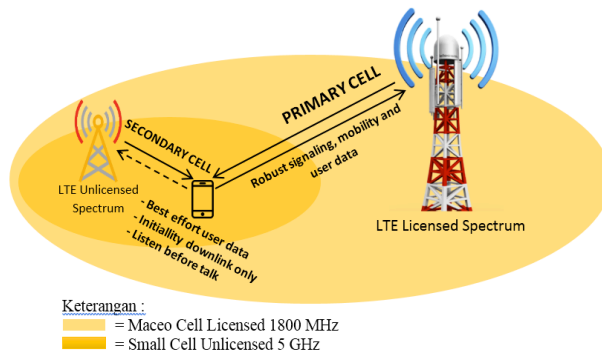 PRIMARY CELL
Robust signaling, mobility and
user data
SECONDARY CELL
LTE Unlicensed
Spectrum
- Best effort user data
- Initiallity downlink only
- Listen before talk
LTE Licensed Spectrum
Keterangan :
= Maceo Cell Licensed 1800 MHz
= Small Cell Unlicensed 5 GHz